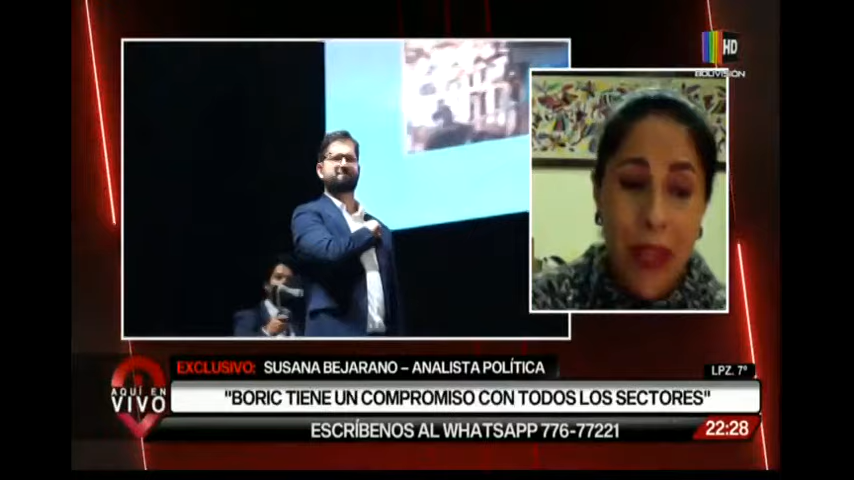 HD
BOLIVISIÓN
EXCLUSIVO: SUSANA BEJARANO – ANALISTA POLÍTICA
LPZ. 7º
AQUÍ EN
VIVO
"BORIC TIENE UN COMPROMISO CON TODOS LOS SECTORES"
ESCRÍBENOS AL WHATSAPP 776-77221
22:28